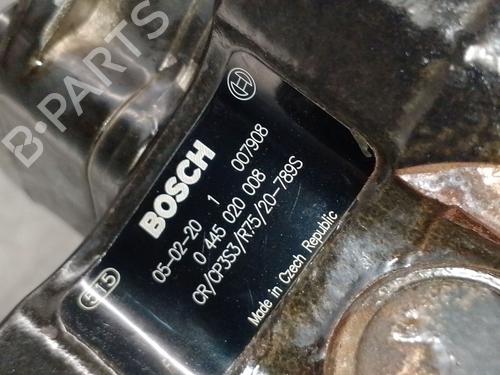 B-PARTS
BOSCH
05-02-20 1 007908
0 445 020 008
CR/CP3S3/R75/20-789S
515 Made in Czech Republic